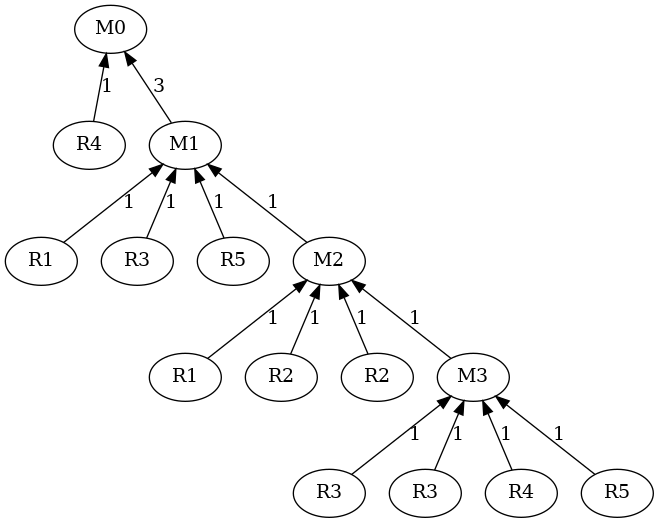 M0
1 3
R4 M1
1 1 1 1
R1 R3 R5 M2
1 1 1 1
R1 R2 R2 M3
1 1 1 1
R3 R3 R4 R5